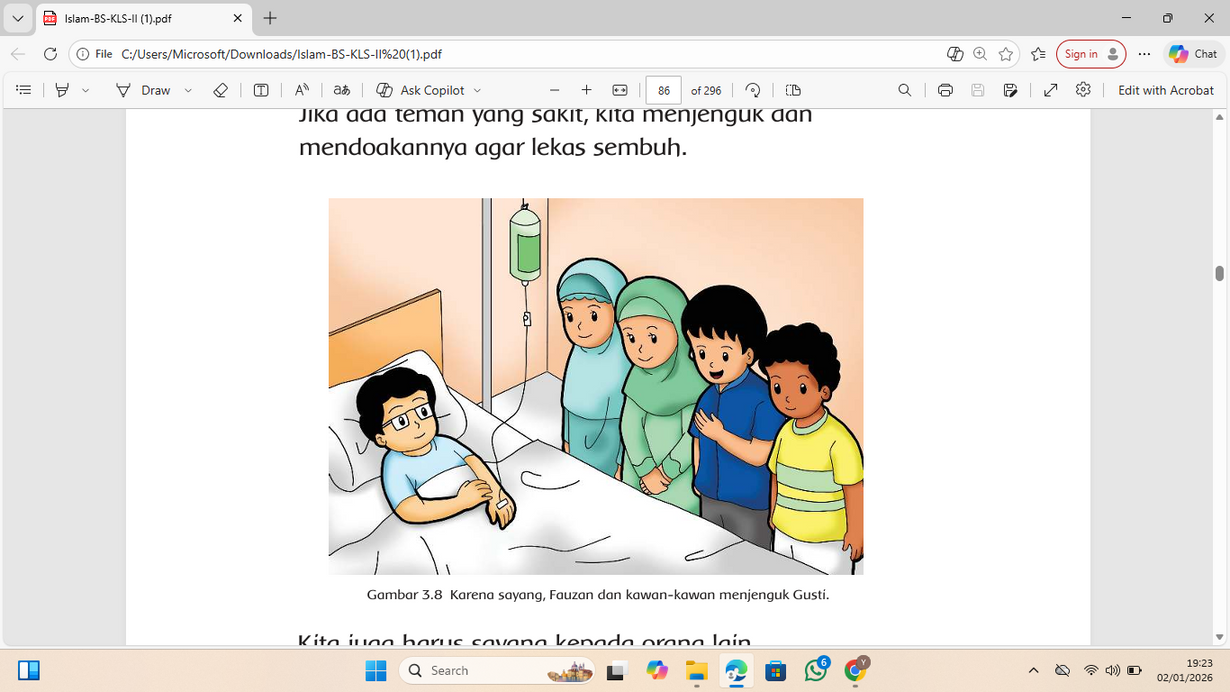 Islam-BS-KLS-II (1).pdf
File C:/Users/Microsoft/Downloads/Islam-BS-KLS-II%20(1).pdf
Sign in
Chat
Draw
Ask Copilot
86 of 296
Edit with Acrobat
Jika ada teman yang sakit, kita menjenguk dan
mendoakannya agar lekas sembuh.
Gambar 3.8 Karena sayang, Fauzan dan kawan-kawan menjenguk Gusti.
Kita juga harus sayang kepada orang lain
Search
6
Y
19:23
02/01/2026